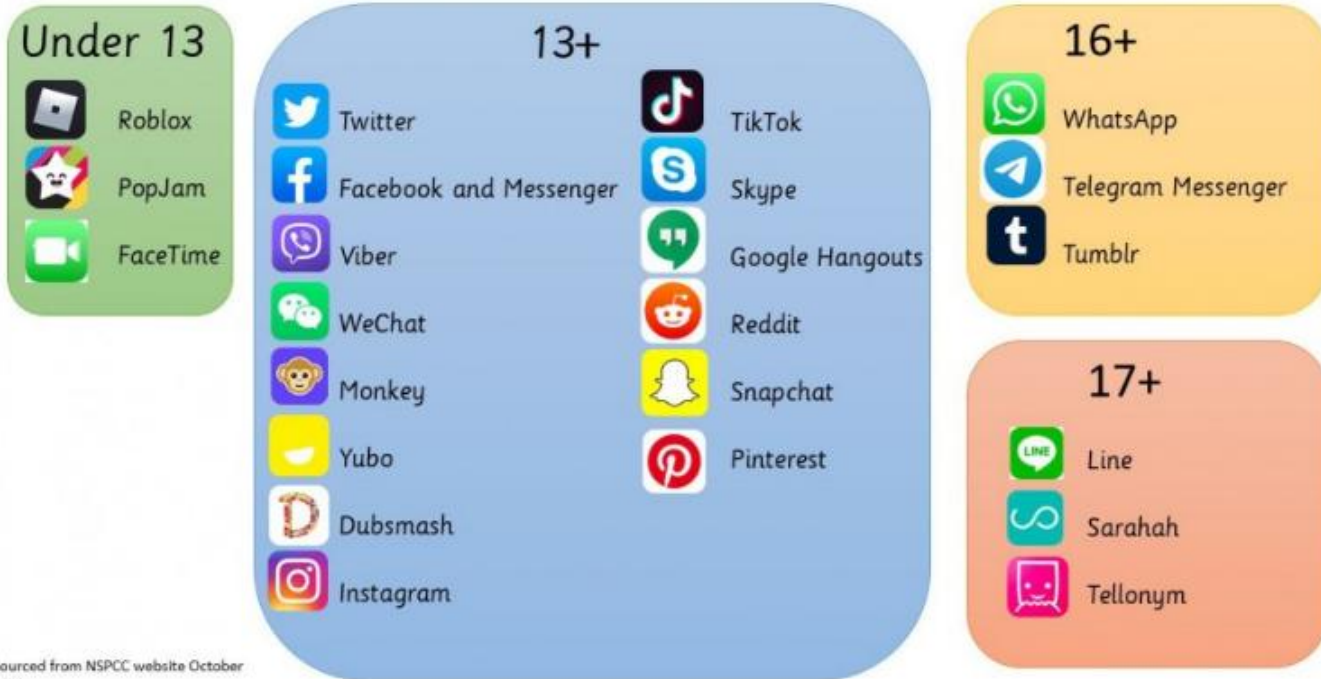 Under 13
Roblox
PopJam
FaceTime
13+
Twitter
Facebook and Messenger
Viber
WeChat
Monkey
Yubo
Dubsmash
Instagram
TikTok
Skype
Google Hangouts
Reddit
Snapchat
Pinterest
16+
WhatsApp
Telegram Messenger
t
Tumblr
17+
LINE
Line
Sarahah
Tellonym
ourced from NSPCC website October